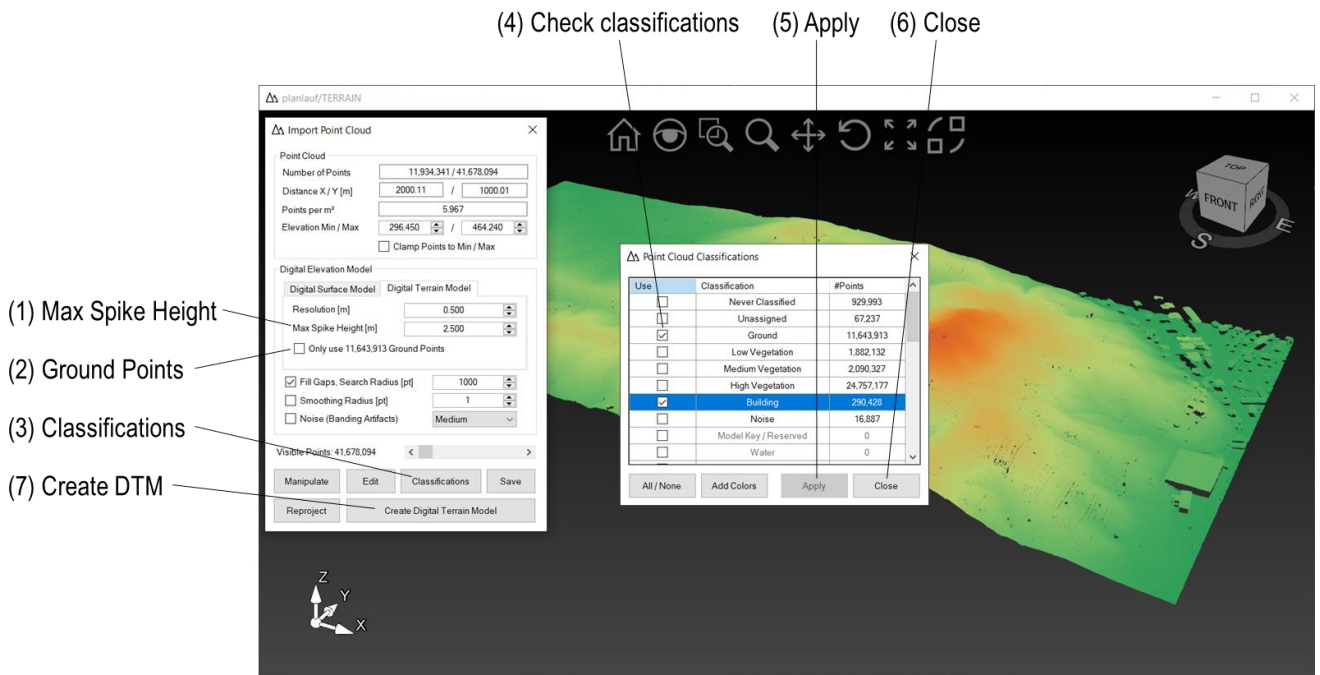 (4) Check classifications (5) Apply (6) Close
planlauf/TERRAIN
Import Point Cloud
Point Cloud
Number of Points 11,934,341 / 41,678,094
Distance X / Y [m] 2000.11 / 1000.01
Points per m² 5.967
Elevation Min / Max 296.450 / 464.240
Clamp Points to Min / Max
Digital Elevation Model
Digital Surface Model Digital Terrain Model
Resolution [m] 0.500
(1) Max Spike Height
Max Spike Height [m] 2.500
(2) Ground Points
Only use 11,643,913 Ground Points
Fill Gaps, Search Radius [pt] 1000
Smoothing Radius [pt] 1
Noise (Banding Artifacts) Medium
(3) Classifications
Visible Points: 41,678,094
Manipulate Edit Classifications Save
(7) Create DTM
Reproject Create Digital Terrain Model
Point Cloud Classifications
Use Classification #Points
Never Classified 929,993
Unassigned 67,237
Ground 11,643,913
Low Vegetation 1,882,132
Medium Vegetation 2,090,327
High Vegetation 24,757,177
Building 290,428
Noise 16,887
Model Key / Reserved 0
Water 0
All / None Add Colors Apply Close
TOP
W FRONT RIGHT
S E
Z
Y
X